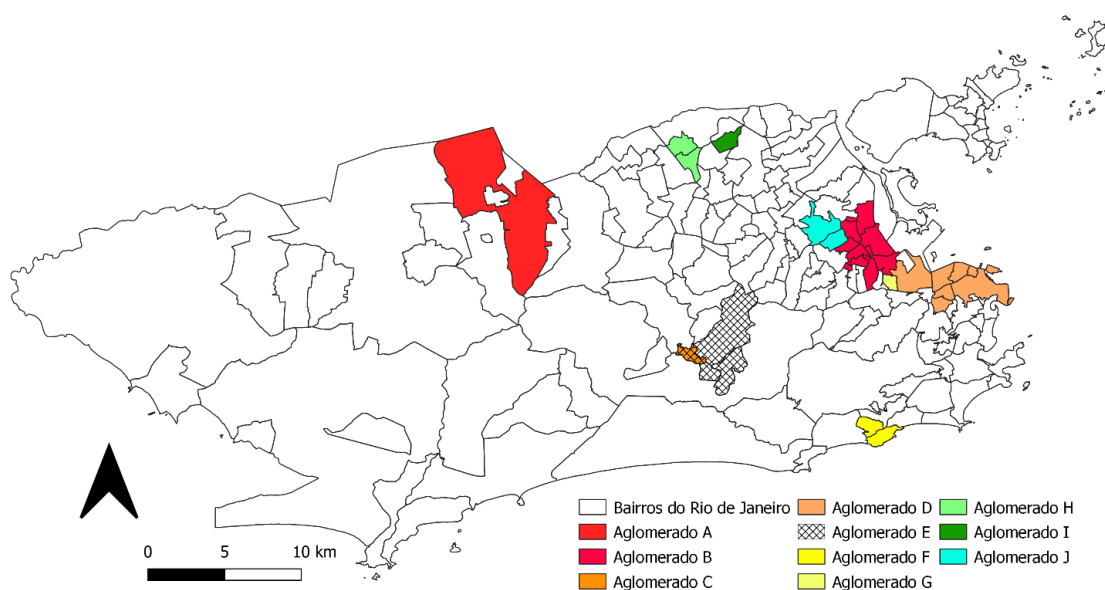 Bairros do Rio de Janeiro
Aglomerado A
Aglomerado B
Aglomerado C
Aglomerado D
Aglomerado E
Aglomerado F
Aglomerado G
Aglomerado H
Aglomerado I
Aglomerado J
0 5 10 km